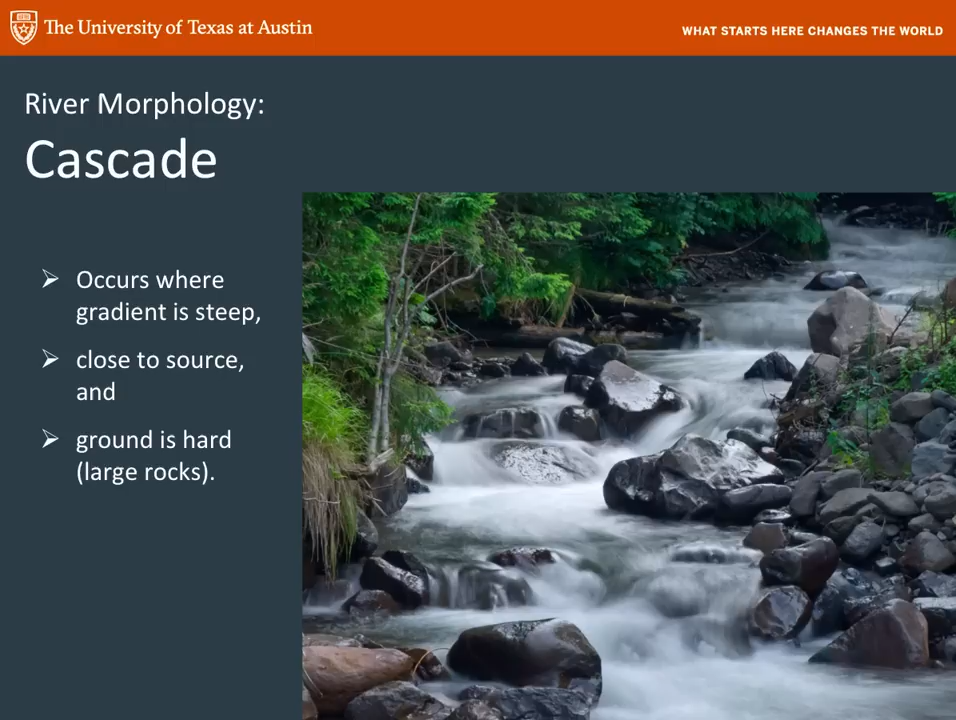 The University of Texas at Austin
WHAT STARTS HERE CHANGES THE WORLD
River Morphology:
Cascade
➢ Occurs where
gradient is steep,
➢ close to source,
and
➢ ground is hard
(large rocks).